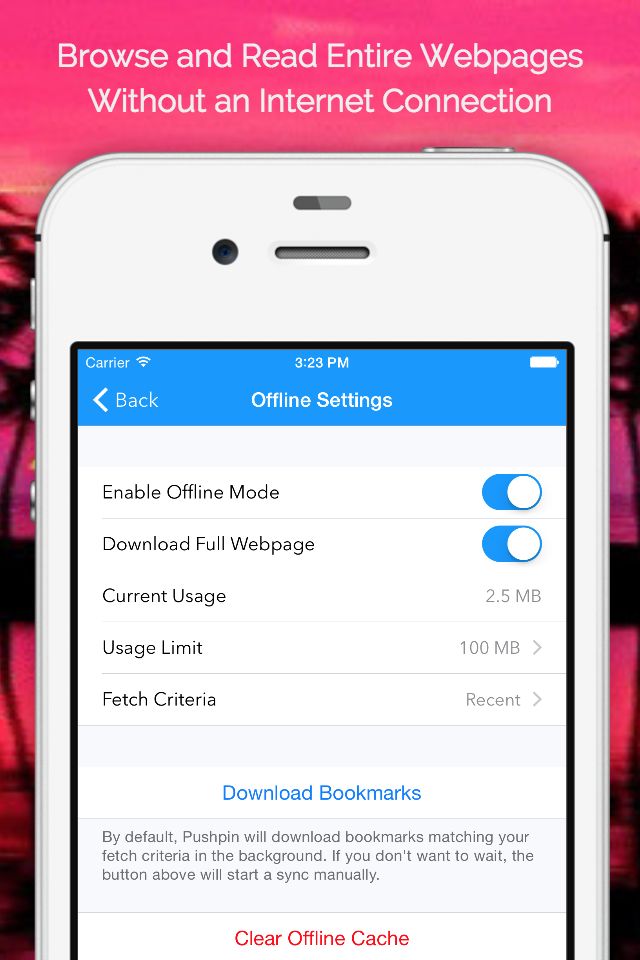 Browse and Read Entire Webpages
Without an Internet Connection
Carrier 3:23 PM
Back Offline Settings
Enable Offline Mode
Download Full Webpage
Current Usage 2.5 MB
Usage Limit 100 MB
Fetch Criteria Recent
Download Bookmarks
By default, Pushpin will download bookmarks matching your
fetch criteria in the background. If you don't want to wait, the
button above will start a sync manually.
Clear Offline Cache